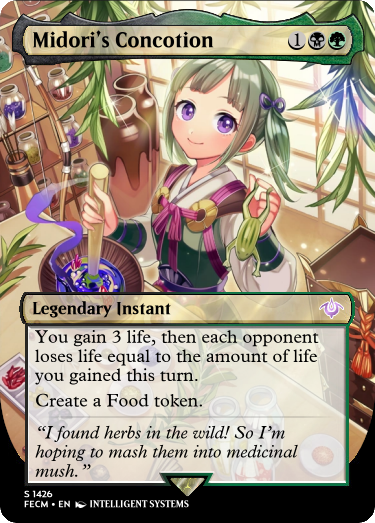 Midori's Concotion 1
Legendary Instant
You gain 3 life, then each opponent
loses life equal to the amount of life
you gained this turn.
Create a Food token.
“I found herbs in the wild! So I'm
hoping to mash them into medicinal
mush.”
S 1426
FECM • EN INTELLIGENT SYSTEMS